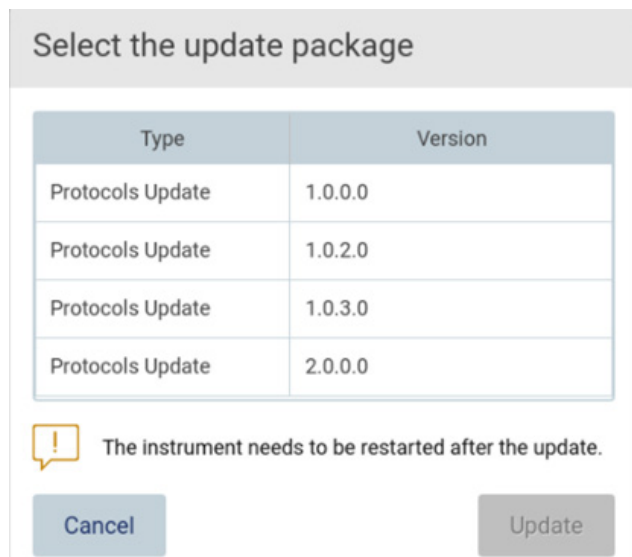 Select the update package
Type Version
Protocols Update 1.0.0.0
Protocols Update 1.0.2.0
Protocols Update 1.0.3.0
Protocols Update 2.0.0.0
! The instrument needs to be restarted after the update.
Cancel Update